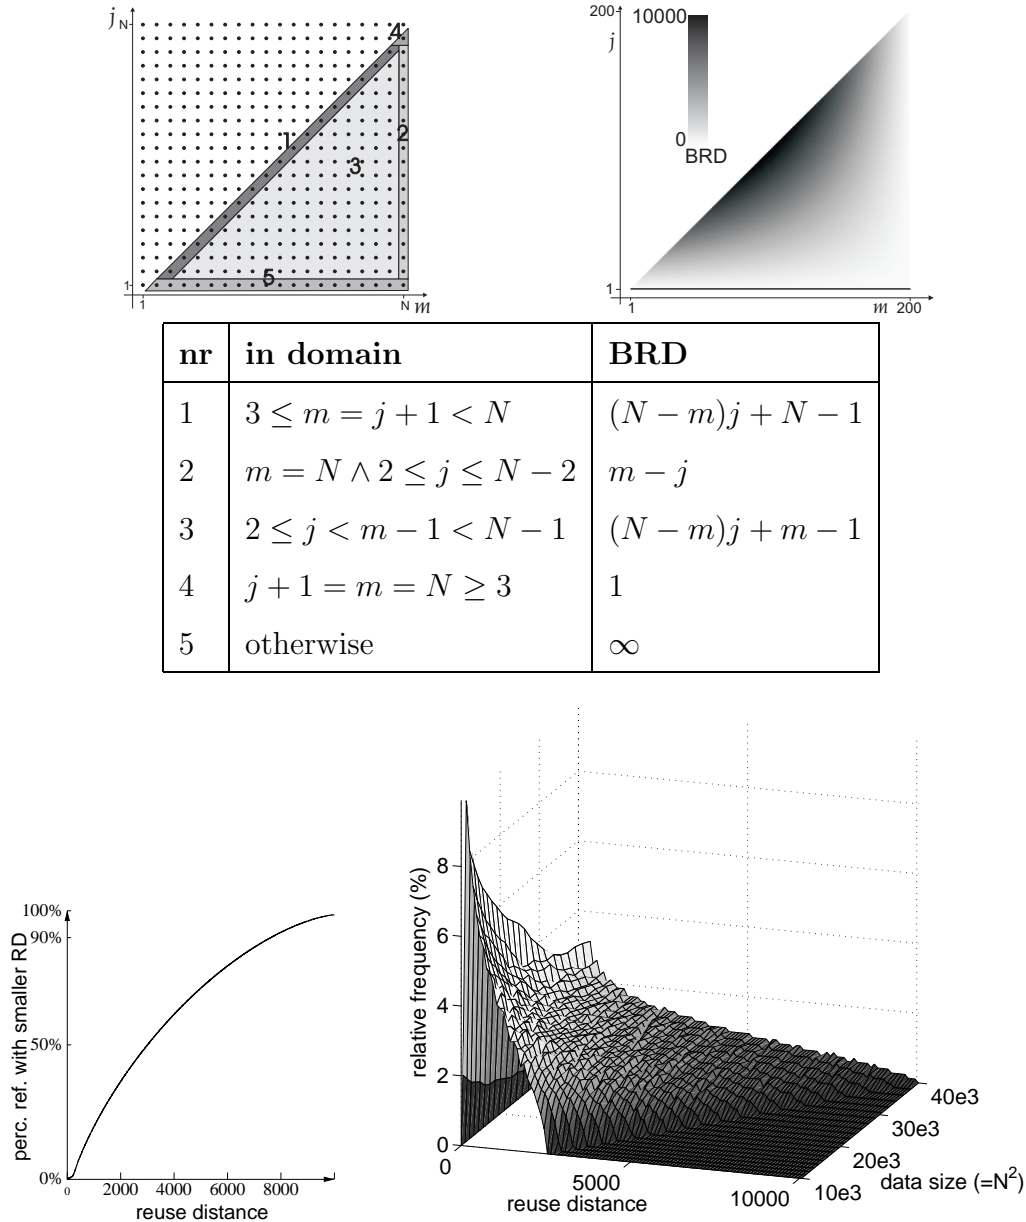 j N
4
1
2
3
5
1
1 N m
200
j
10000
0
BRD
1
1 m 200
nr in domain BRD
1 3 ≤ m = j + 1 < N (N − m)j + N − 1
2 m = N ∧ 2 ≤ j ≤ N − 2 m − j
3 2 ≤ j < m − 1 < N − 1 (N − m)j + m − 1
4 j + 1 = m = N ≥ 3 1
5 otherwise ∞
perc. ref. with smaller RD
100%
90%
50%
0%
0 2000 4000 6000 8000
reuse distance
relative frequency (%)
8
6
4
2
0
0 5000 10000
reuse distance
10e3 20e3 30e3 40e3
data size (=N²)